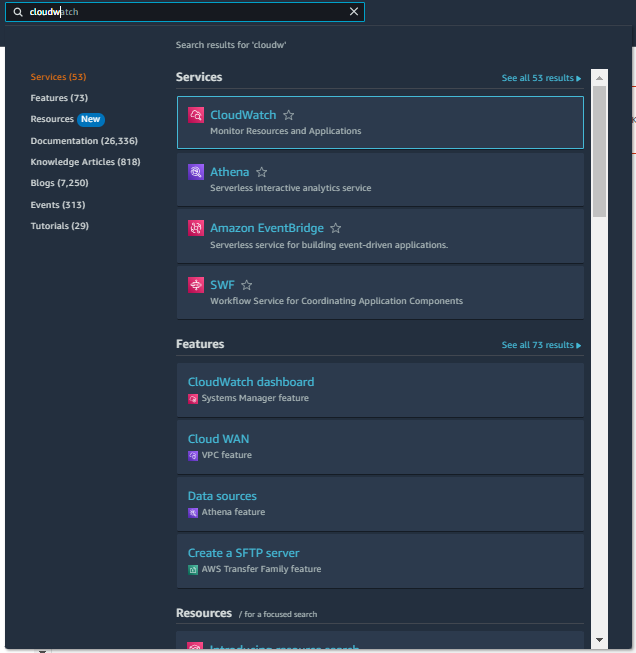 cloudwatch
Search results for 'cloudw'
Services (53)
Features (73)
Resources New
Documentation (26,336)
Knowledge Articles (818)
Blogs (7,250)
Events (313)
Tutorials (29)
Services
See all 53 results
CloudWatch
Monitor Resources and Applications
Athena
Serverless interactive analytics service
Amazon EventBridge
Serverless service for building event-driven applications.
SWF
Workflow Service for Coordinating Application Components
Features
See all 73 results
CloudWatch dashboard
Systems Manager feature
Cloud WAN
VPC feature
Data sources
Athena feature
Create a SFTP server
AWS Transfer Family feature
Resources / for a focused search
Introducing resource search